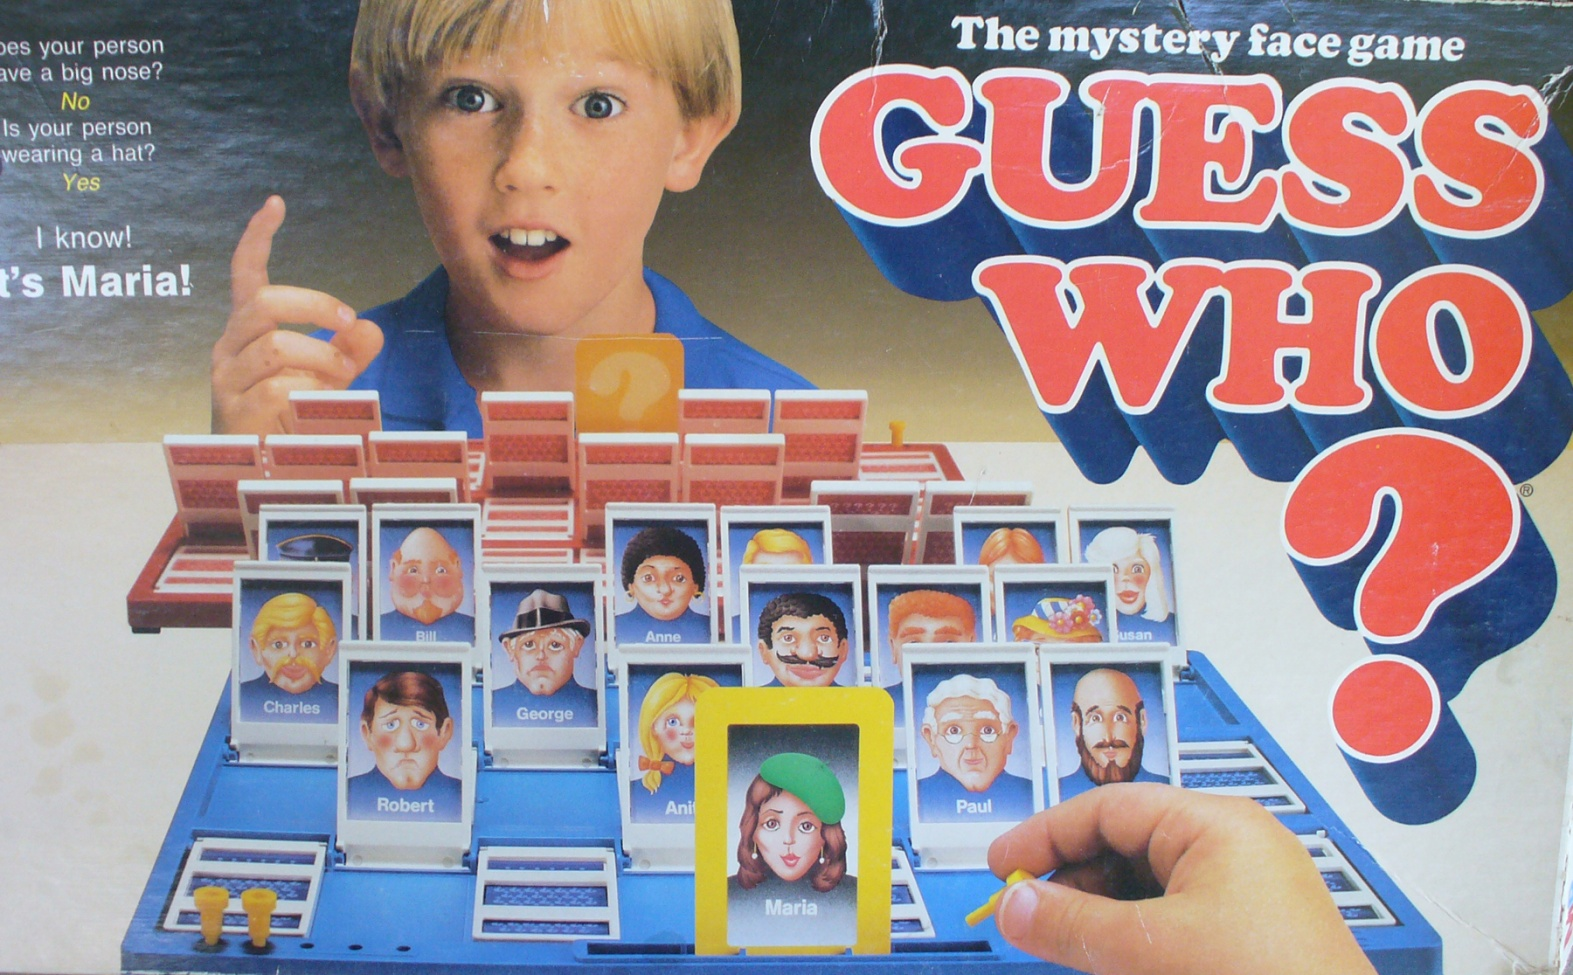 The mystery face game
GUESS
WHO
?
®
oes your person
ave a big nose?
No
Is your person
wearing a hat?
Yes
I know!
t's Maria!
?
Bill
Anne
usan
Charles
George
Robert
Ani
Paul
Maria